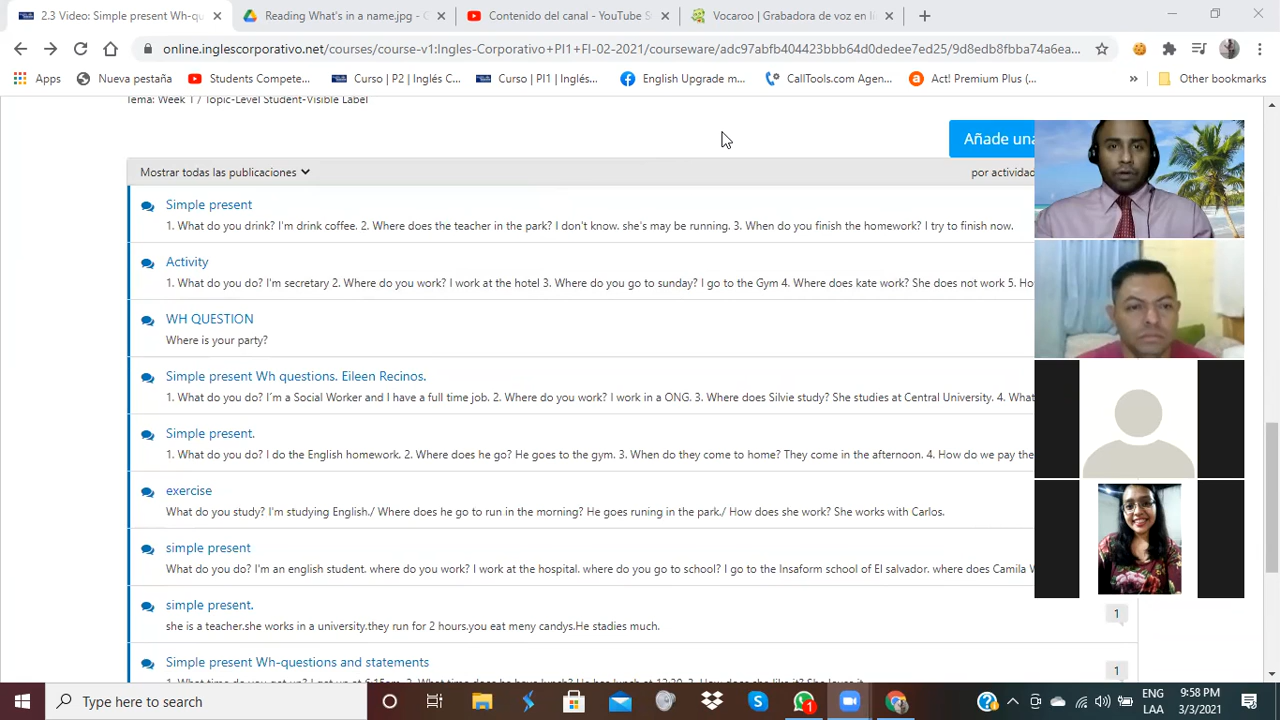 2.3 Video: Simple present Wh-qu
Reading What's in a name.jpg - G
Contenido del canal - YouTube S
Vocaroo | Grabadora de voz en lí
online.inglescorporativo.net/courses/course-v1:Ingles-Corporativo+PI1+FI-02-2021/courseware/adc97abfb404423bbb64d0dedee7ed25/9d8edb8fbba74a6ea...
Apps
Nueva pestaña
Students Compete...
Curso | P2 | Inglés C...
Curso | PI1 | Inglés...
English Upgrade m...
CallTools.com Agen...
Act! Premium Plus (...
»
Other bookmarks
Tema: Week 1 / Topic-Level Student-Visible Label
Añade una
Mostrar todas las publicaciones
por actividad
Simple present
1. What do you drink? I'm drink coffee. 2. Where does the teacher in the park? I don't know. she's may be running. 3. When do you finish the homework? I try to finish now.
Activity
1. What do you do? I'm secretary 2. Where do you work? I work at the hotel 3. Where do you go to sunday? I go to the Gym 4. Where does kate work? She does not work 5. Ho
WH QUESTION
Where is your party?
Simple present Wh questions. Eileen Recinos.
1. What do you do? I´m a Social Worker and I have a full time job. 2. Where do you work? I work in a ONG. 3. Where does Silvie study? She studies at Central University. 4. What
Simple present.
1. What do you do? I do the English homework. 2. Where does he go? He goes to the gym. 3. When do they come to home? They come in the afternoon. 4. How do we pay the
exercise
What do you study? I'm studying English./ Where does he go to run in the morning? He goes runing in the park./ How does she work? She works with Carlos.
simple present
What do you do? I'm an english student. where do you work? I work at the hospital. where do you go to school? I go to the Insaform school of El salvador. where does Camila W
simple present.
1
she is a teacher.she works in a university.they run for 2 hours.you eat meny candys.He stadies much.
Simple present Wh-questions and statements
1
Type here to search
1
ENG
LAA
9:58 PM
3/3/2021